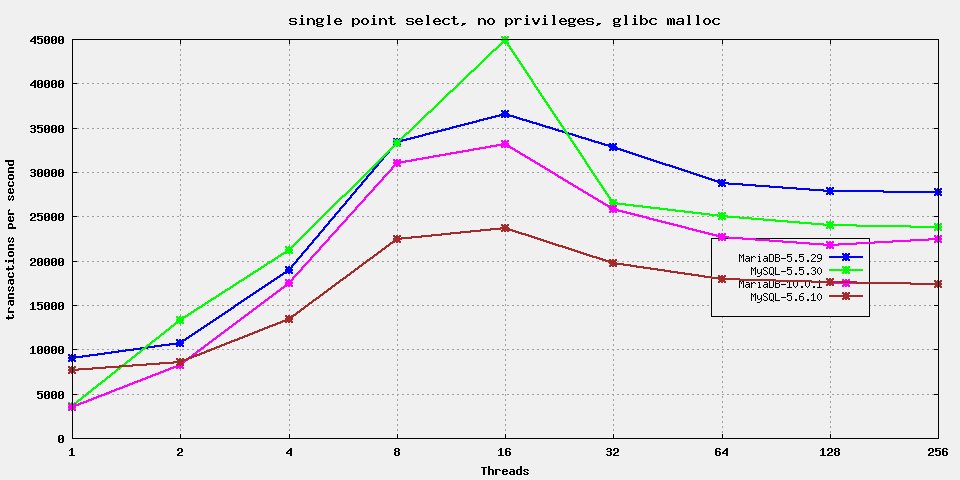 single point select, no privileges, glibc malloc
45000
40000
35000
30000
25000
20000
15000
10000
5000
0
transactions per second
MariaDB-5.5.29
MySQL-5.5.30
MariaDB-10.0.1
MySQL-5.6.10
1 2 4 8 16 32 64 128 256
Threads